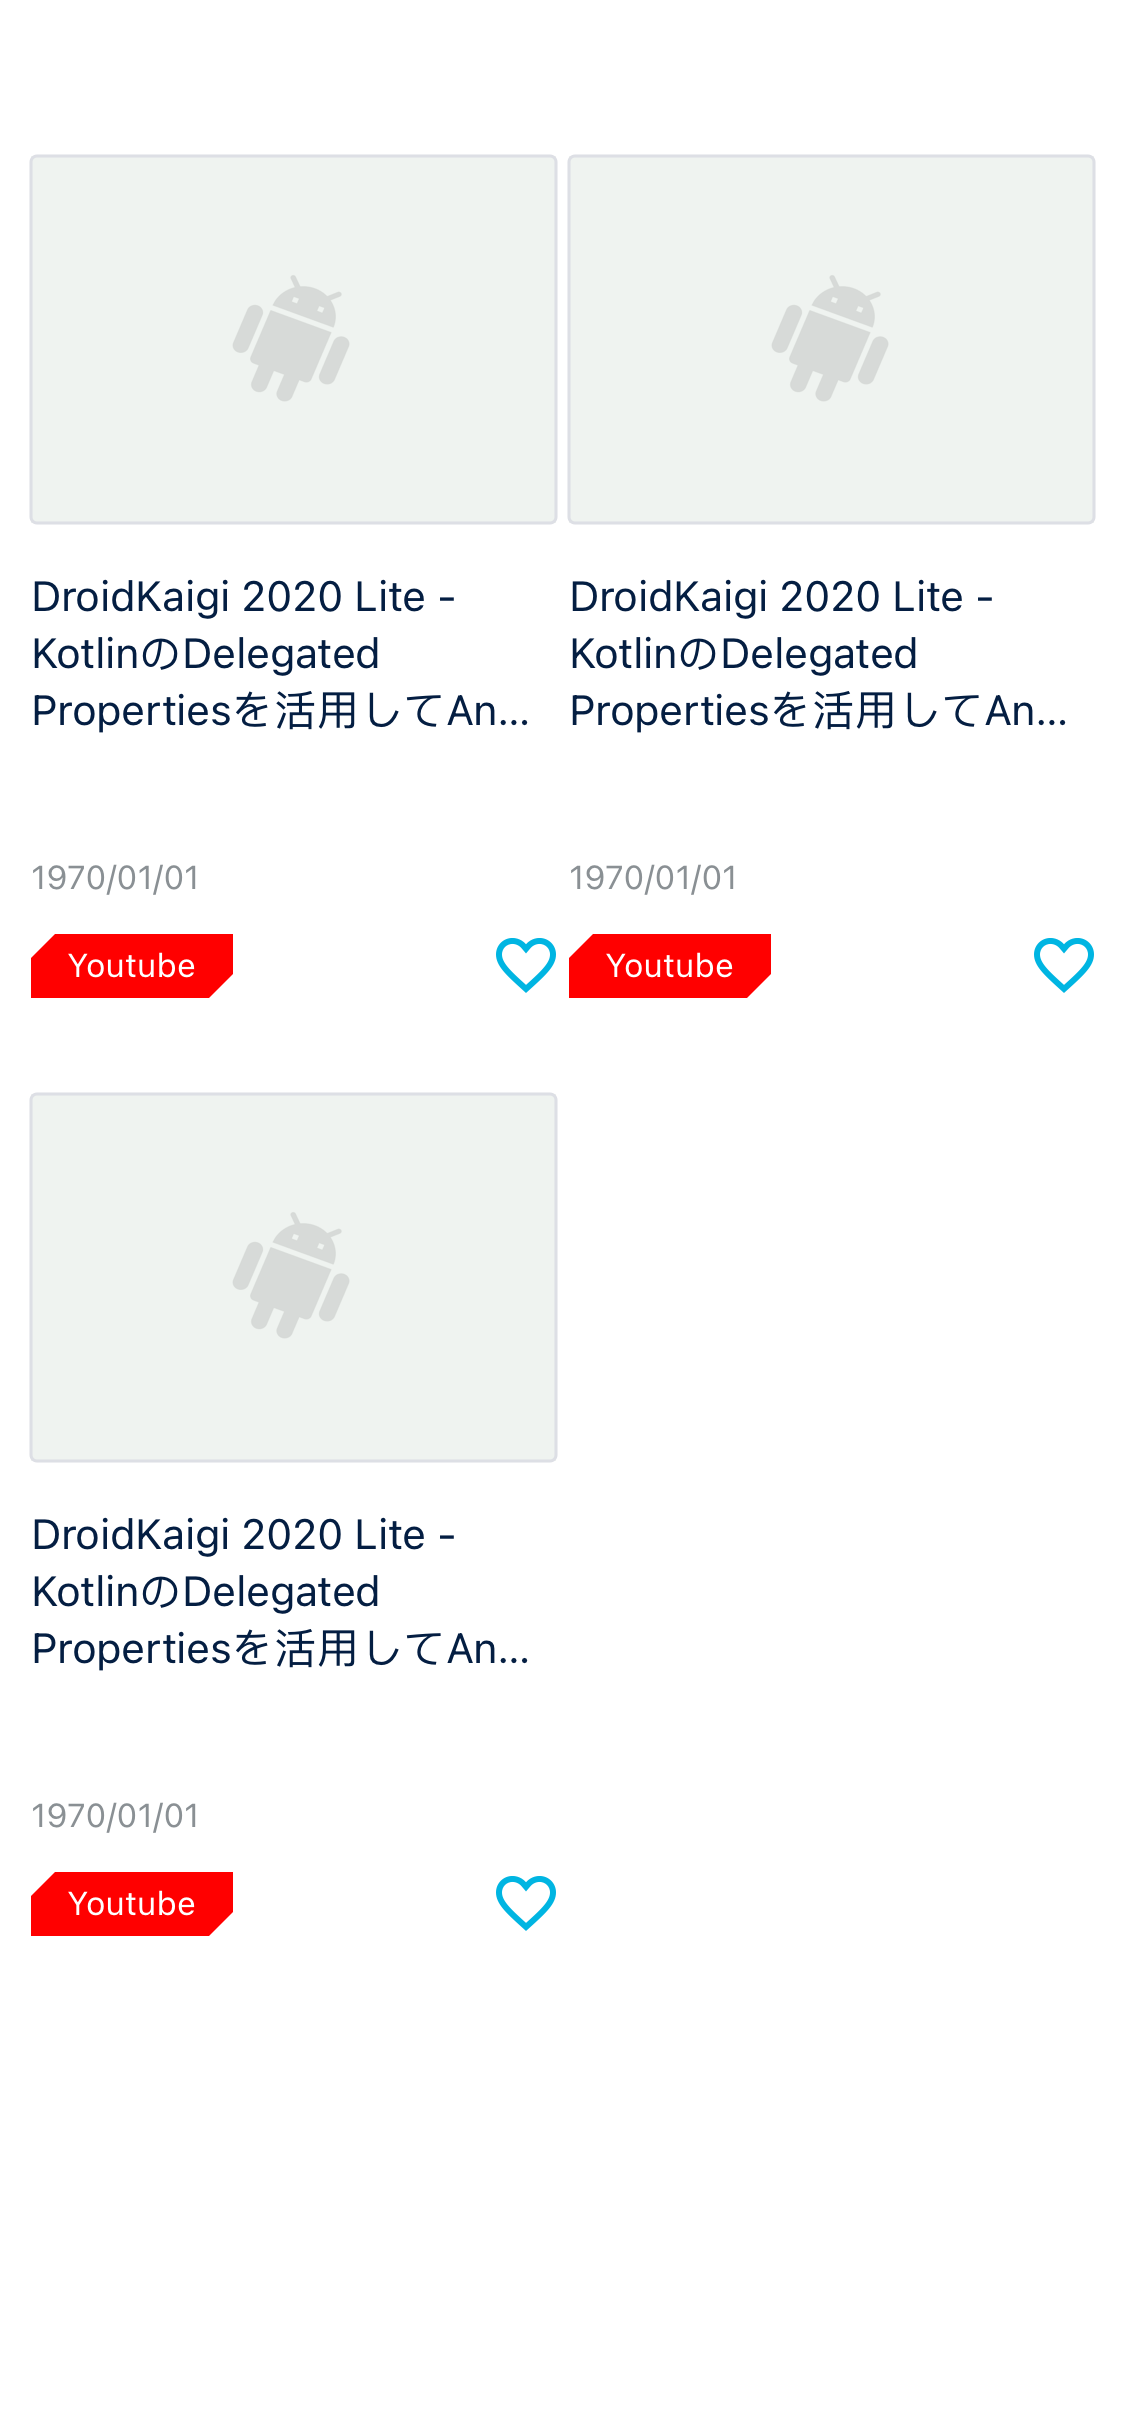 DroidKaigi 2020 Lite -
KotlinのDelegated
Propertiesを活用してAn...
1970/01/01
Youtube
DroidKaigi 2020 Lite -
KotlinのDelegated
Propertiesを活用してAn...
1970/01/01
Youtube
DroidKaigi 2020 Lite -
KotlinのDelegated
Propertiesを活用してAn...
1970/01/01
Youtube